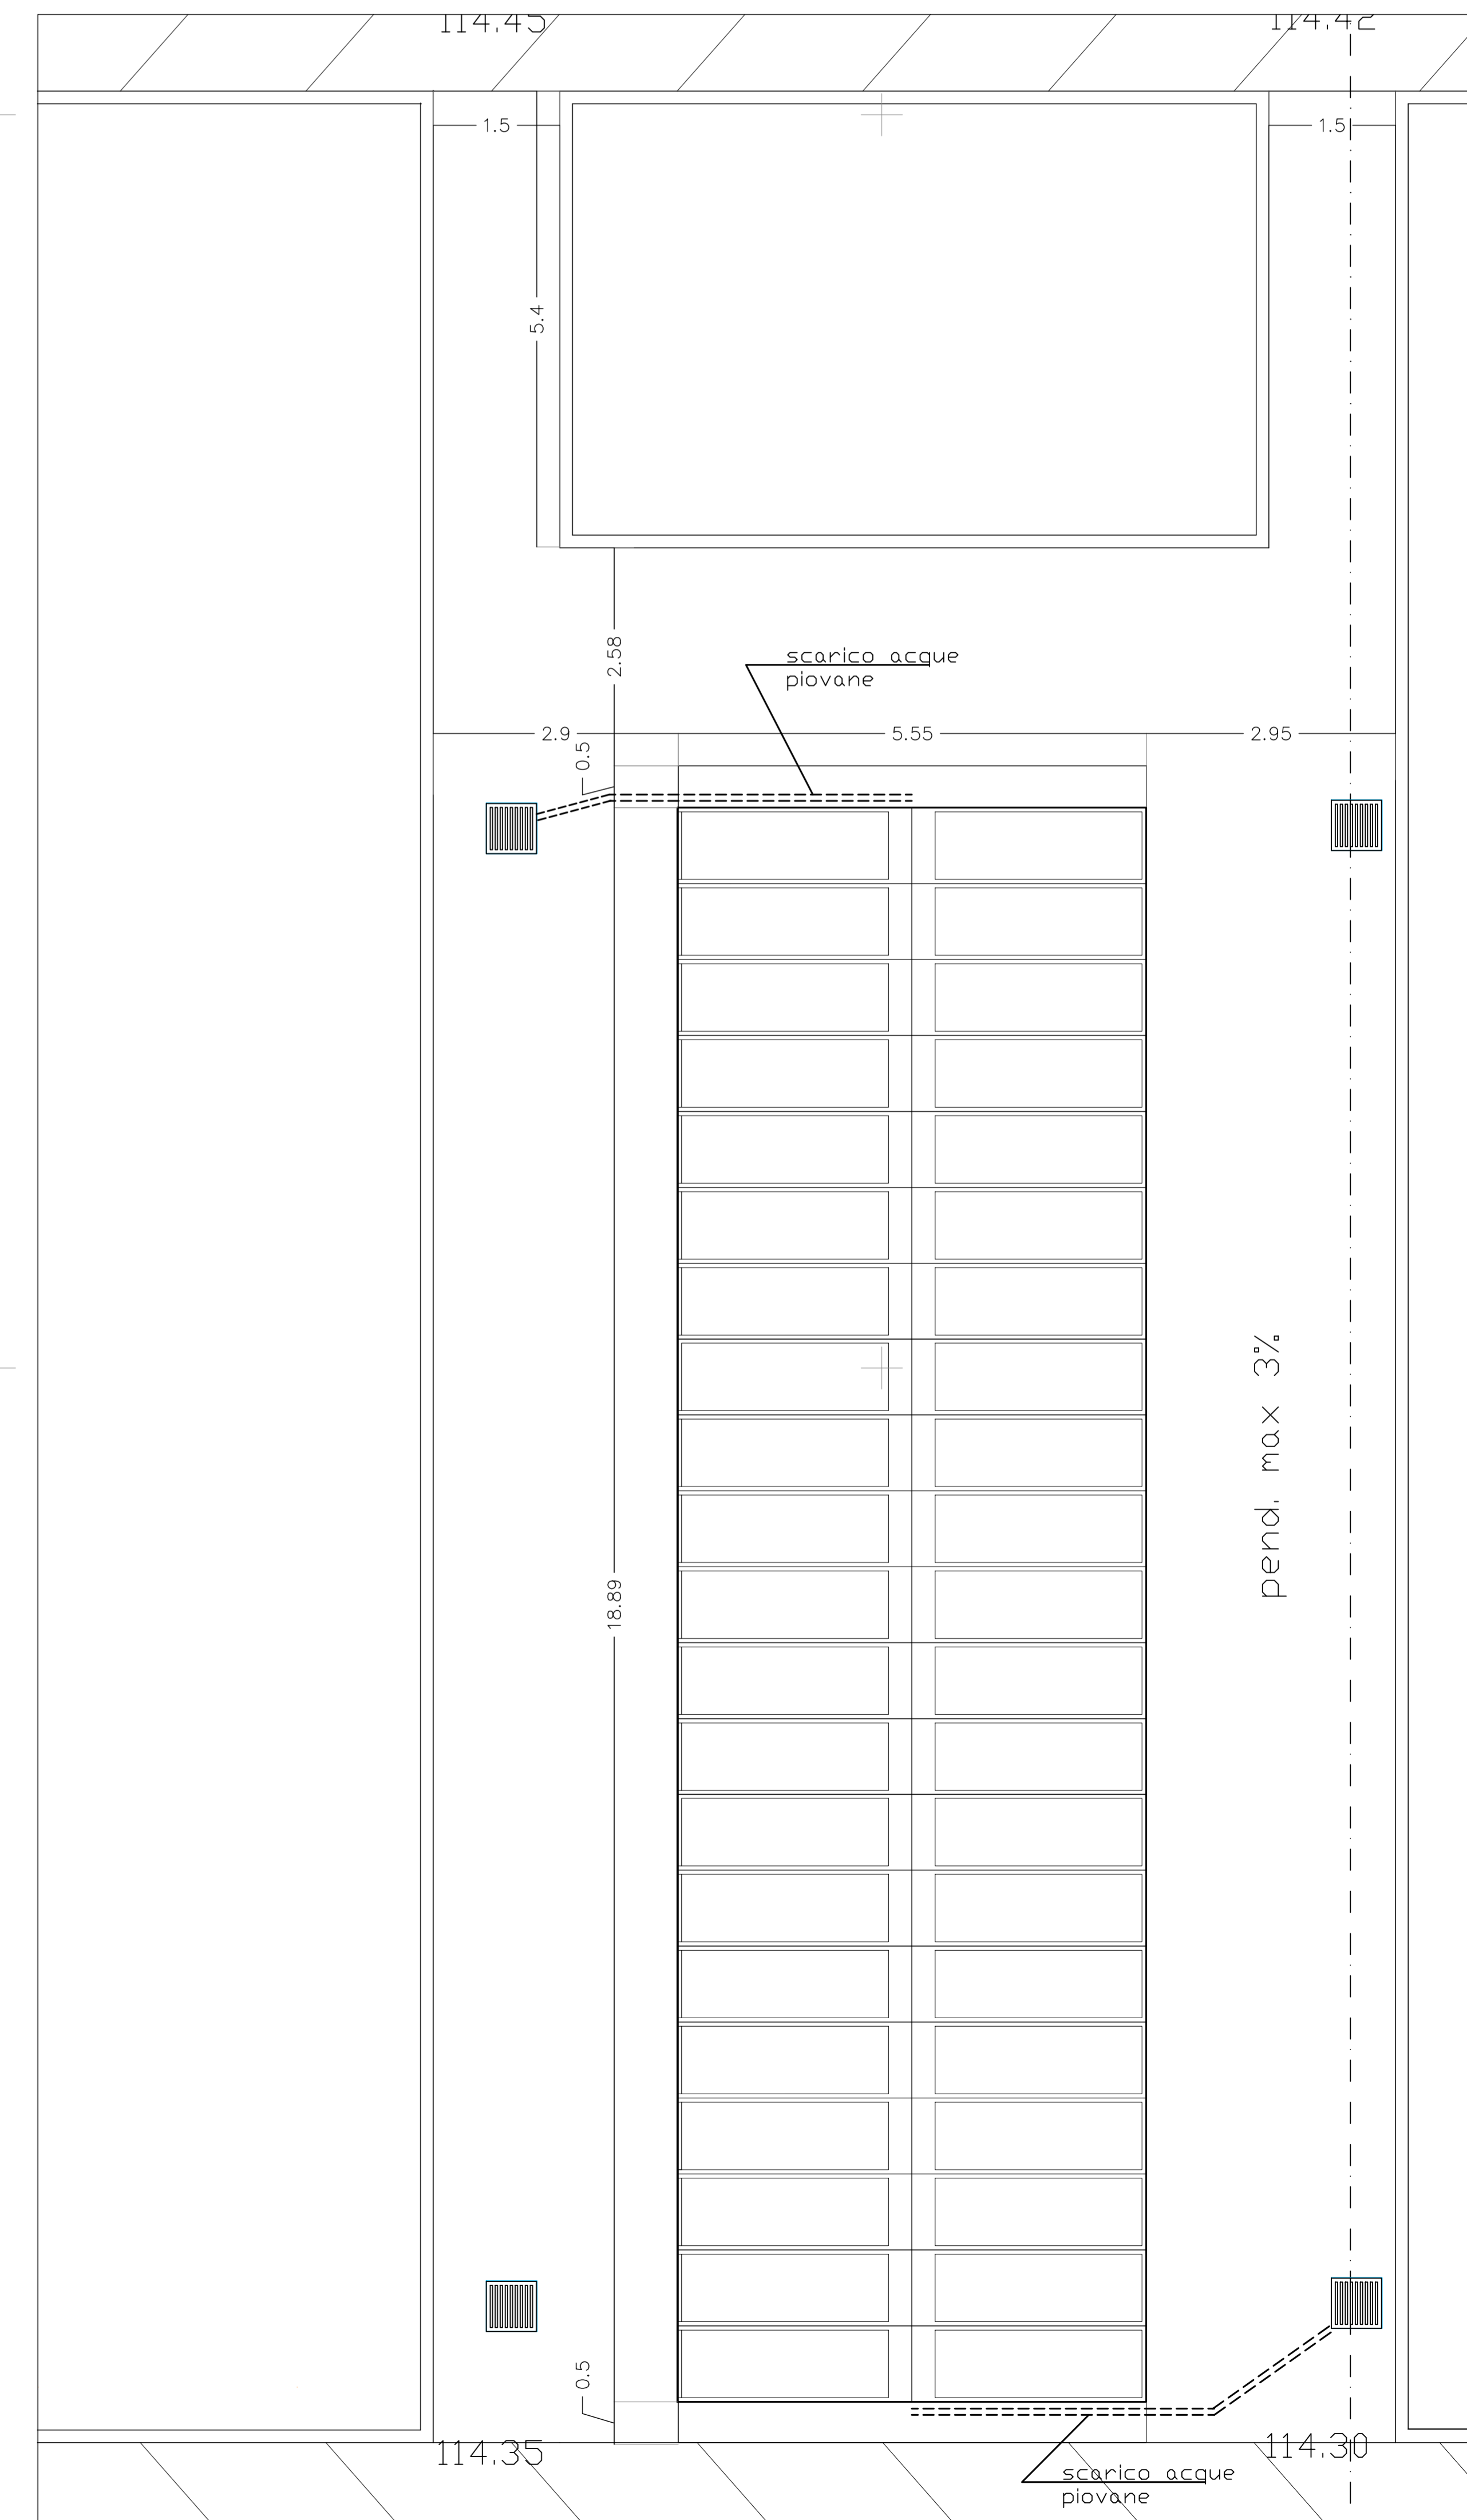 114.45
114.42
1.5
1.5
5.4
2.58
scarico acque
piovane
2.9
5.55
2.95
0.5
pend. max 3%
18.89
0.5
114.35
114.30
scarico acque
piovane